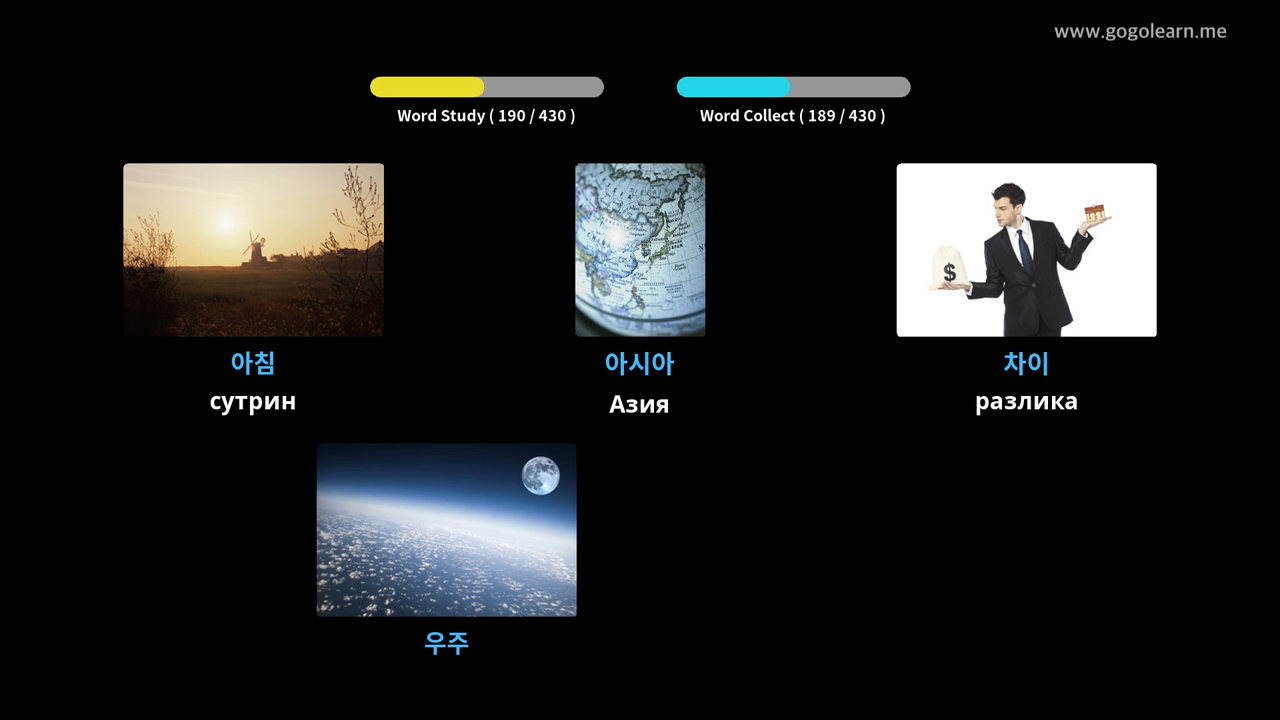 www.gogolearn.me
Word Study ( 190 / 430 )
Word Collect ( 189 / 430 )
아침
아시아
차이
сутрин
Азия
разлика
우주